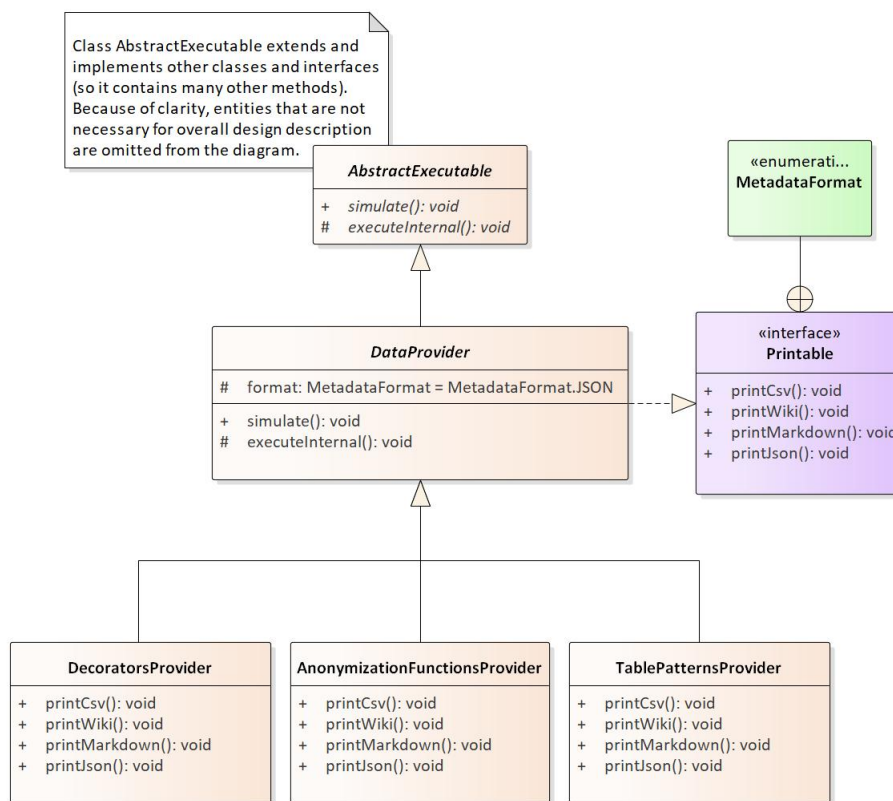 Class AbstractExecutable extends and
implements other classes and interfaces
(so it contains many other methods).
Because of clarity, entities that are not
necessary for overall design description
are omitted from the diagram.
AbstractExecutable
+ simulate(): void
# executeInternal(): void
«enumerati...
MetadataFormat
DataProvider
# format: MetadataFormat = MetadataFormat.JSON
+ simulate(): void
# executeInternal(): void
«interface»
Printable
+ printCsv(): void
+ printWiki(): void
+ printMarkdown(): void
+ printJson(): void
DecoratorsProvider
+ printCsv(): void
+ printWiki(): void
+ printMarkdown(): void
+ printJson(): void
AnonymizationFunctionsProvider
+ printCsv(): void
+ printWiki(): void
+ printMarkdown(): void
+ printJson(): void
TablePatternsProvider
+ printCsv(): void
+ printWiki(): void
+ printMarkdown(): void
+ printJson(): void